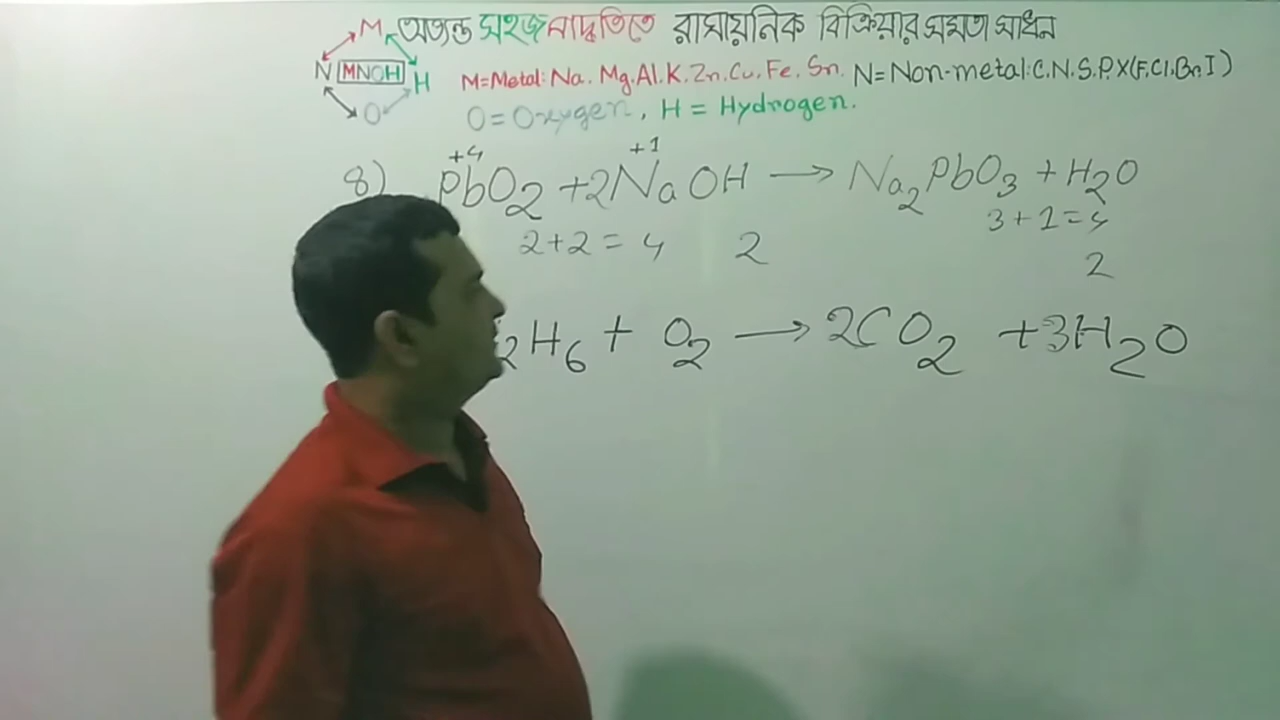 M অত্যন্ত সহজ পদ্ধতিতে রাসায়নিক বিক্রিয়ার সমতা সাধন
N MNOH H M=Metal: Na. Mg.Al.K.Zn.Cu.Fe.Sn. N=Non-metal:C.N.S.P.X(F.Cl.Br.I)
O O=Oxygen, H = Hydrogen.
+4 +1
8) PbO2 +2NaOH → Na2PbO3 +H2O
2+2=4 2 3+1=4
2
2H6 + O2 → 2CO2 +3H2O